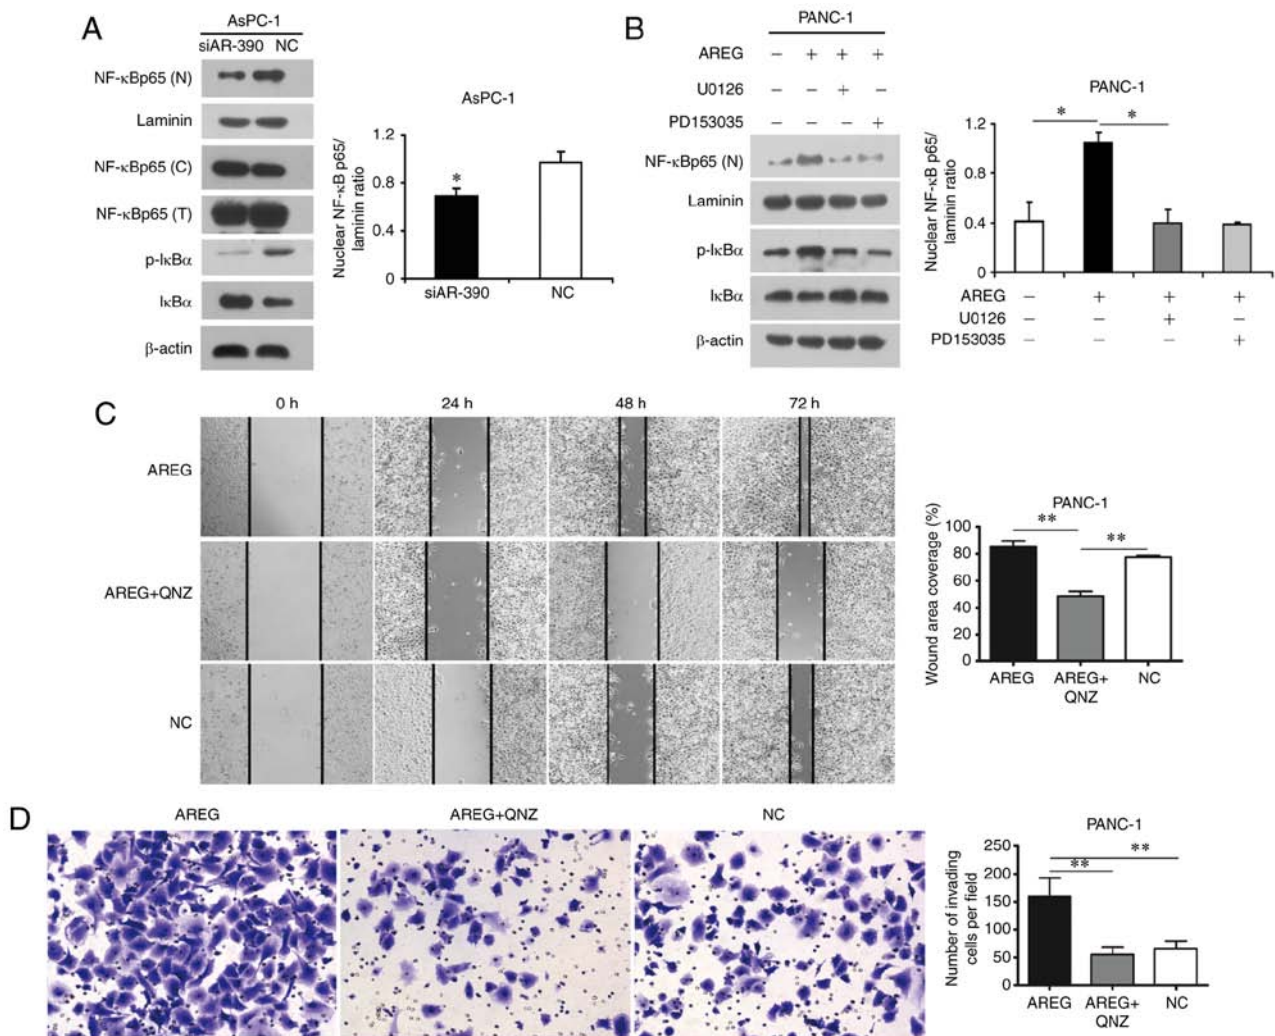 A
AsPC-1
siAR-390 NC
NF-κBp65 (N)
Laminin
NF-κBp65 (C)
NF-κBp65 (T)
p-IκBα
IκBα
β-actin
AsPC-1
Nuclear NF-κB p65/
laminin ratio
1.2
0.8
0.4
0
*
siAR-390 NC
B
PANC-1
AREG − + + +
U0126 − − + −
PD153035 − − − +
NF-κBp65 (N)
Laminin
p-IκBα
IκBα
β-actin
PANC-1
Nuclear NF-κB p65/
laminin ratio
1.2
0.8
0.4
0
* *
AREG − + + +
U0126 − − + −
PD153035 − − − +
C
0 h 24 h 48 h 72 h
AREG
AREG+QNZ
NC
PANC-1
Wound area coverage (%)
100
80
60
40
20
0
** **
AREG AREG+ NC
QNZ
D
AREG AREG+QNZ NC
PANC-1
Number of invading
cells per field
250
200
150
100
50
0
** **
AREG AREG+ NC
QNZ